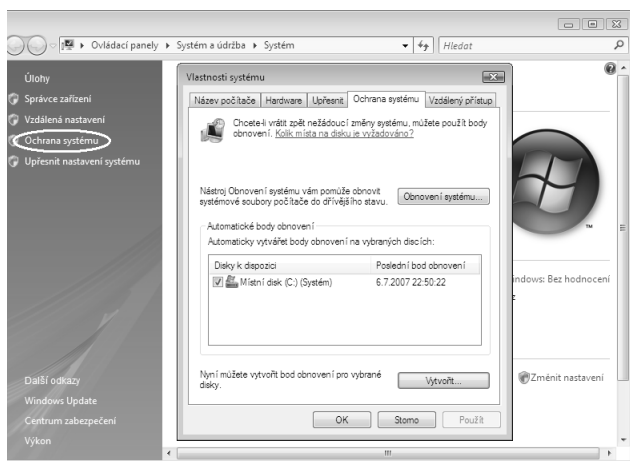 Ovládací panely ▸ Systém a údržba ▸ Systém
Hledat
Úlohy
Správce zařízení
Vzdálená nastavení
Ochrana systému
Upřesnit nastavení systému
Další odkazy
Windows Update
Centrum zabezpečení
Výkon
Vlastnosti systému
Název počítače Hardware Upřesnit Ochrana systému Vzdálený přístup
Chcete-li vrátit zpět nežádoucí změny systému, můžete použít body
obnovení. Kolik místa na disku je vyžadováno?
Nástroj Obnovení systému vám pomůže obnovit
systémové soubory počítače do dřívějšího stavu.
Obnovení systému...
Automatické body obnovení
Automaticky vytvářet body obnovení na vybraných discích:
Disky k dispozici Poslední bod obnovení
Místní disk (C:) (Systém) 6.7.2007 22:50:22
Nyní můžete vytvořit bod obnovení pro vybrané
disky.
Vytvořit...
OK Storno Použít
TM
indows: Bez hodnocení
Změnit nastavení